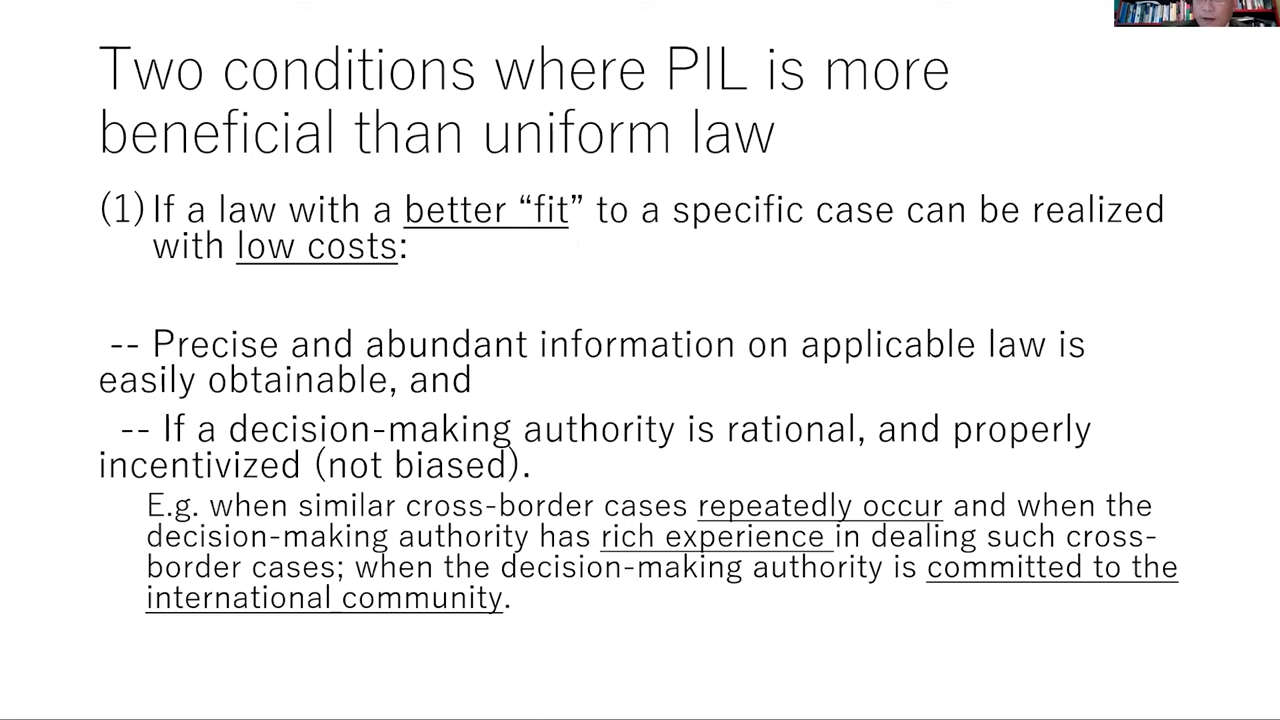 Two conditions where PIL is more
beneficial than uniform law
(1) If a law with a better “fit” to a specific case can be realized
with low costs:
-- Precise and abundant information on applicable law is
easily obtainable, and
-- If a decision-making authority is rational, and properly
incentivized (not biased).
E.g. when similar cross-border cases repeatedly occur and when the
decision-making authority has rich experience in dealing such cross-
border cases; when the decision-making authority is committed to the
international community.